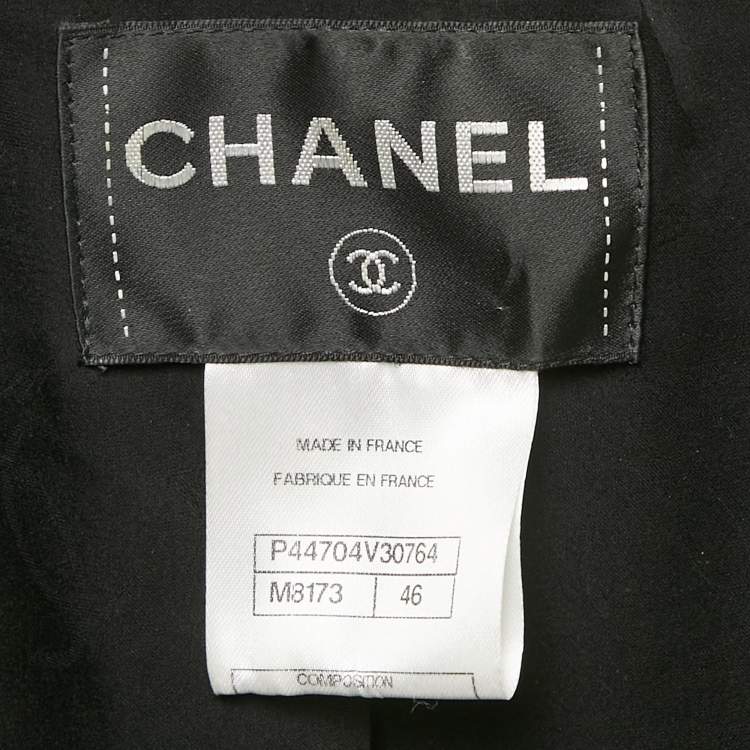 CHANEL
MADE IN FRANCE
FABRIQUE EN FRANCE
P44704V30764
M8173 46
COMPOSITION